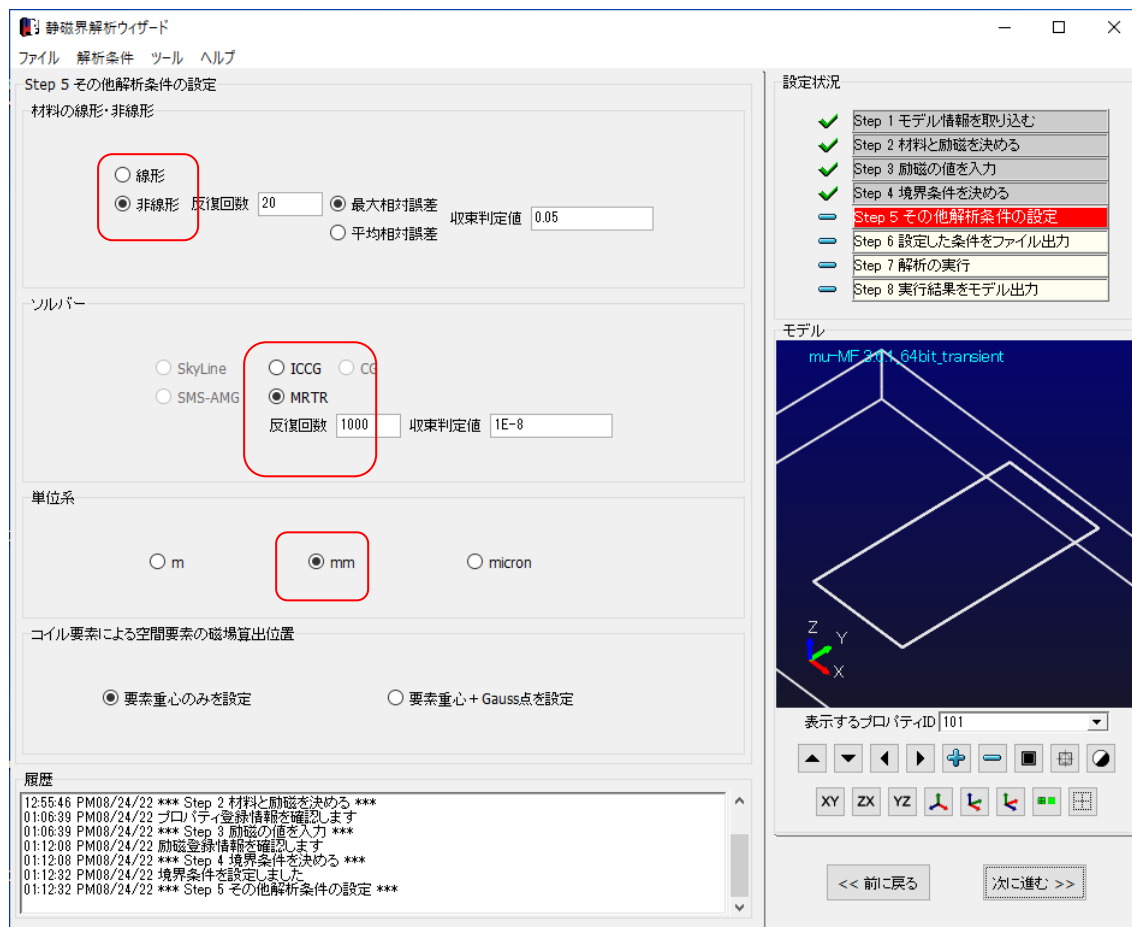 静磁界解析ウィザード
ファイル 解析条件 ツール ヘルプ
Step 5 その他解析条件の設定
材料の線形・非線形
線形
非線形 反復回数 20 最大相対誤差 収束判定値 0.05
平均相対誤差
ソルバー
SkyLine ICCG CG
SMS-AMG MRTR
反復回数 1000 収束判定値 1E-8
単位系
m mm micron
コイル要素による空間要素の磁場算出位置
要素重心のみを設定 要素重心 + Gauss点を設定
履歴
12:55:46 PM08/24/22 *** Step 2 材料と励磁を決める ***
01:06:39 PM08/24/22 プロパティ登録情報を確認します
01:06:39 PM08/24/22 *** Step 3 励磁の値を入力 ***
01:12:08 PM08/24/22 励磁登録情報を確認します
01:12:08 PM08/24/22 *** Step 4 境界条件を決める ***
01:12:32 PM08/24/22 境界条件を設定しました
01:12:32 PM08/24/22 *** Step 5 その他解析条件の設定 ***
設定状況
Step 1 モデル情報を取り込む
Step 2 材料と励磁を決める
Step 3 励磁の値を入力
Step 4 境界条件を決める
Step 5 その他解析条件の設定
Step 6 設定した条件をファイル出力
Step 7 解析の実行
Step 8 実行結果をモデル出力
モデル
mu-MF 3.6.1_64bit_transient
Z
Y
X
表示するプロパティID 101
XY ZX YZ
<< 前に戻る 次に進む >>